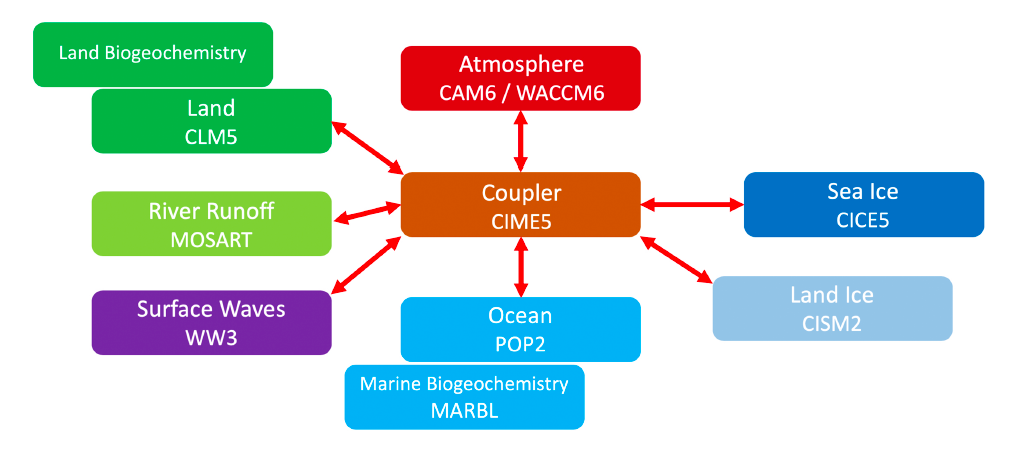 Land Biogeochemistry
Atmosphere
CAM6 / WACCM6
Land
CLM5
Coupler
CIME5
Sea Ice
CICE5
River Runoff
MOSART
Land Ice
CISM2
Surface Waves
WW3
Ocean
POP2
Marine Biogeochemistry
MARBL